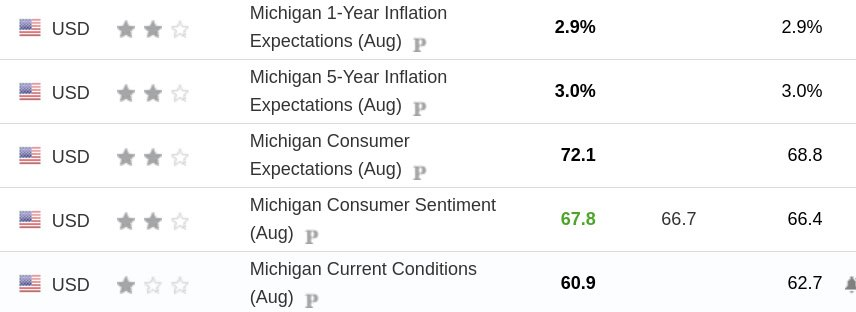 USD Michigan 1-Year Inflation Expectations (Aug) P 2.9% 2.9%
USD Michigan 5-Year Inflation Expectations (Aug) P 3.0% 3.0%
USD Michigan Consumer Expectations (Aug) P 72.1 68.8
USD Michigan Consumer Sentiment (Aug) P 67.8 66.7 66.4
USD Michigan Current Conditions (Aug) P 60.9 62.7